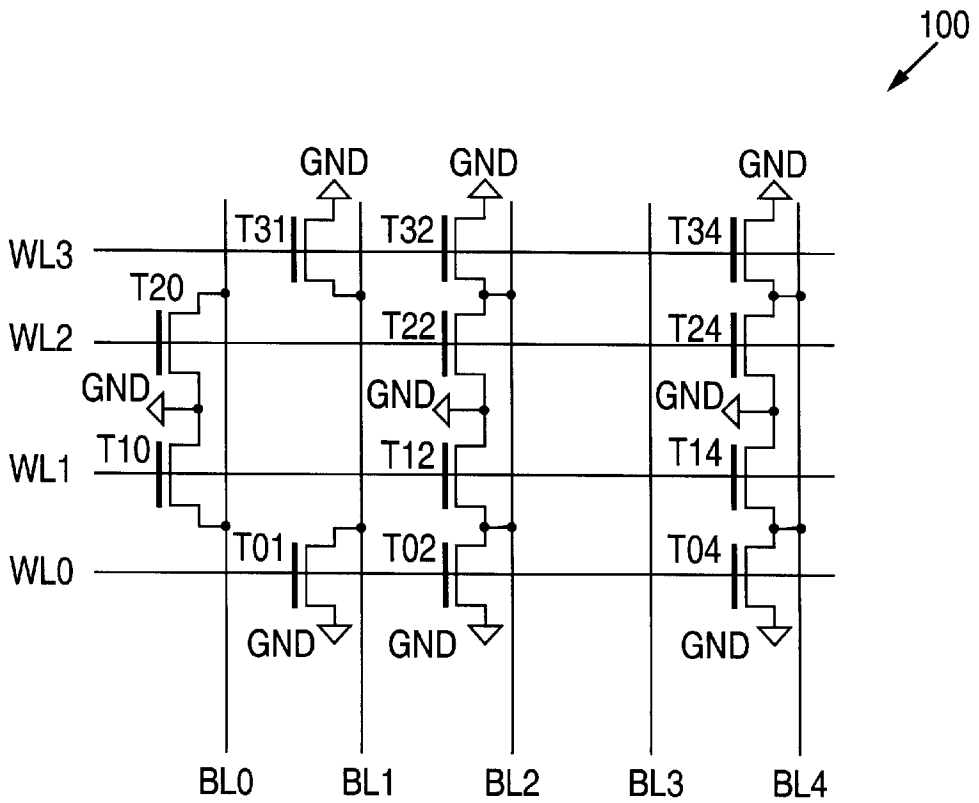 100
GND GND GND
WL3 T31 T32 T34
T20
WL2 T22 T24
GND GND GND
WL1 T10 T12 T14
WL0 T01 T02 T04
GND GND GND
BL0 BL1 BL2 BL3 BL4